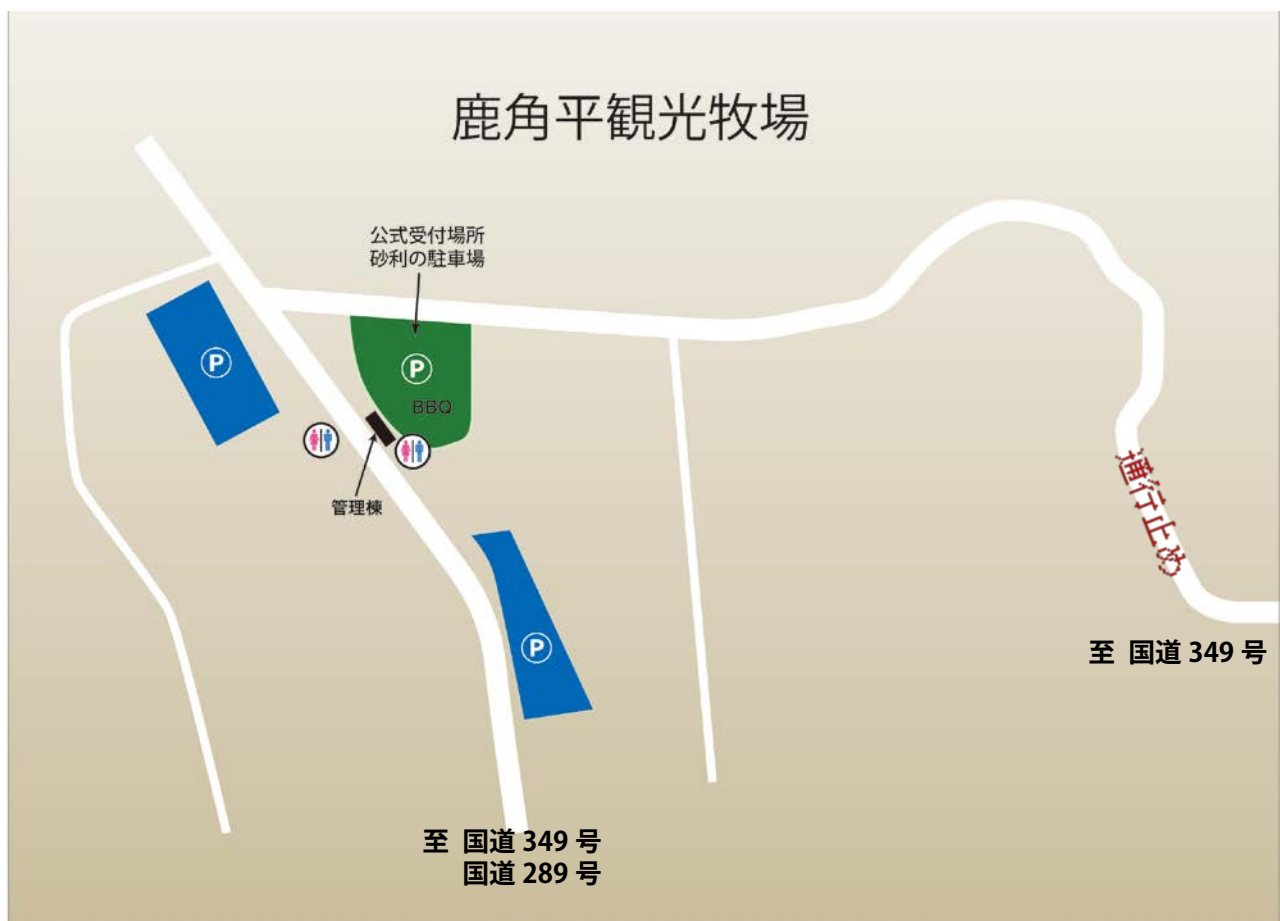 鹿角平観光牧場
公式受付場所
砂利の駐車場
P
P
BBQ
管理棟
通行止め
P
至 国道 349 号
至 国道 349 号
国道 289 号